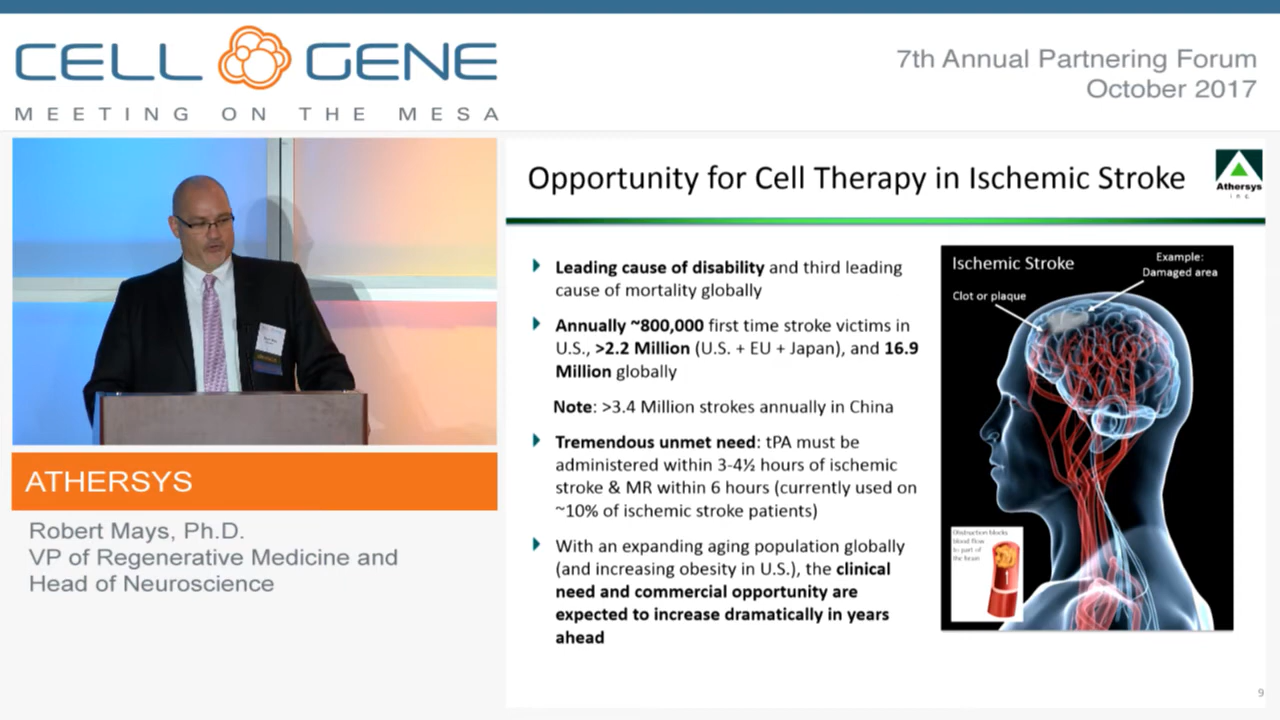 CELL GENE
MEETING ON THE MESA
7th Annual Partnering Forum
October 2017
ATHERSYS
Robert Mays, Ph.D.
VP of Regenerative Medicine and
Head of Neuroscience
Opportunity for Cell Therapy in Ischemic Stroke
Athersys
INC
Leading cause of disability and third leading
cause of mortality globally
Annually ~800,000 first time stroke victims in
U.S., >2.2 Million (U.S. + EU + Japan), and 16.9
Million globally
Note: >3.4 Million strokes annually in China
Tremendous unmet need: tPA must be
administered within 3-4½ hours of ischemic
stroke & MR within 6 hours (currently used on
~10% of ischemic stroke patients)
With an expanding aging population globally
(and increasing obesity in U.S.), the clinical
need and commercial opportunity are
expected to increase dramatically in years
ahead
Ischemic Stroke
Example:
Damaged area
Clot or plaque
Obstruction blocks
blood flow
to part of
the brain
9